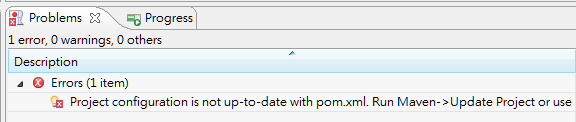 Problems Progress
1 error, 0 warnings, 0 others
Description
Errors (1 item)
Project configuration is not up-to-date with pom.xml. Run Maven->Update Project or use